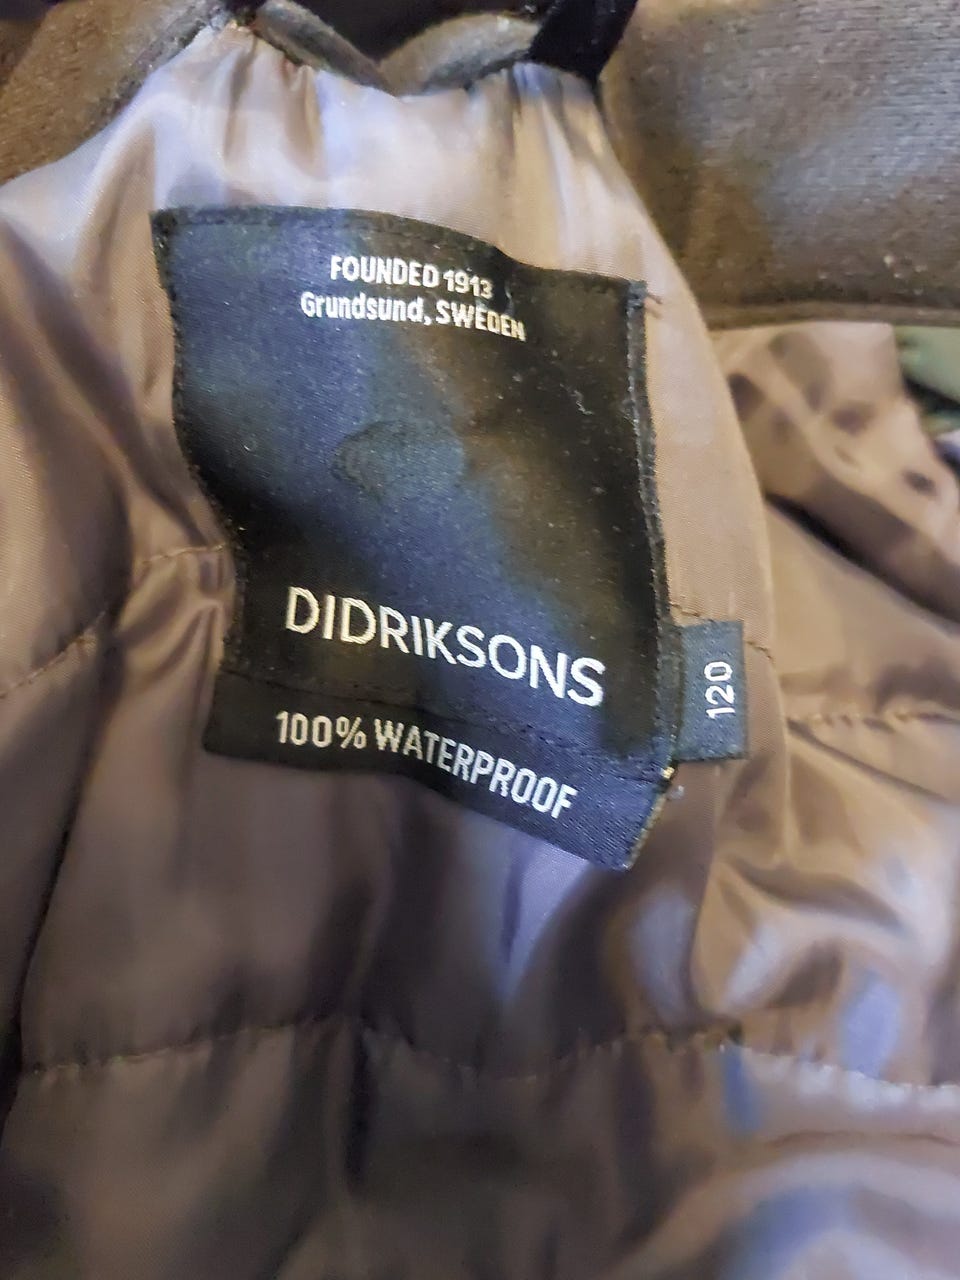 FOUNDED 1913
Grundsund, SWEDEN
DIDRIKSONS
120
100% WATERPROOF